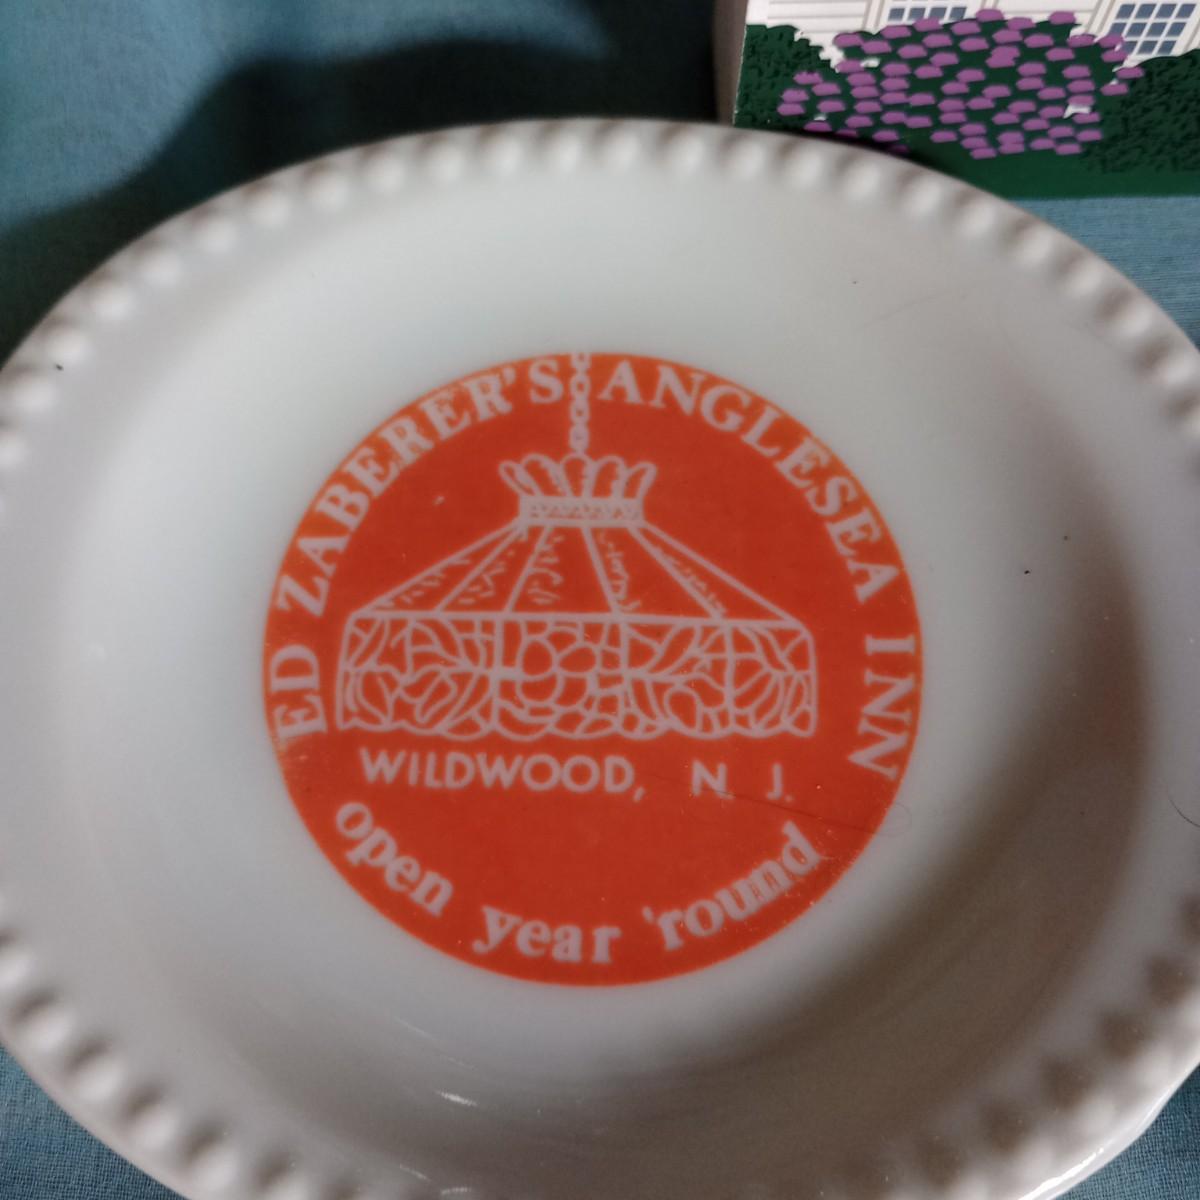 ED ZABERER'S ANGLESEA INN
WILDWOOD, N. J.
open year 'round